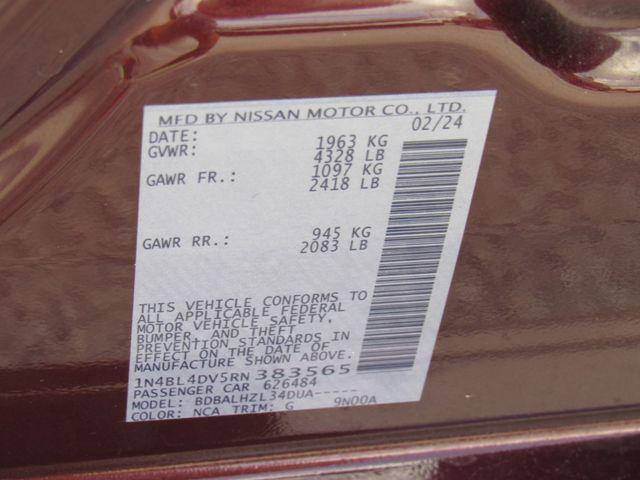 MFD BY NISSAN MOTOR CO., LTD.
DATE: 02/24
GVWR: 1963 KG
4328 LB
GAWR FR.: 1097 KG
2418 LB
GAWR RR.: 945 KG
2083 LB
THIS VEHICLE CONFORMS TO
ALL APPLICABLE FEDERAL
MOTOR VEHICLE SAFETY,
BUMPER, AND THEFT
PREVENTION STANDARDS IN
EFFECT ON THE DATE OF
MANUFACTURE SHOWN ABOVE.
1N4BL4DV5RN383565
PASSENGER CAR 626484
MODEL: BDBALHZL34DUA-----
COLOR: NCA TRIM: G 9N00A